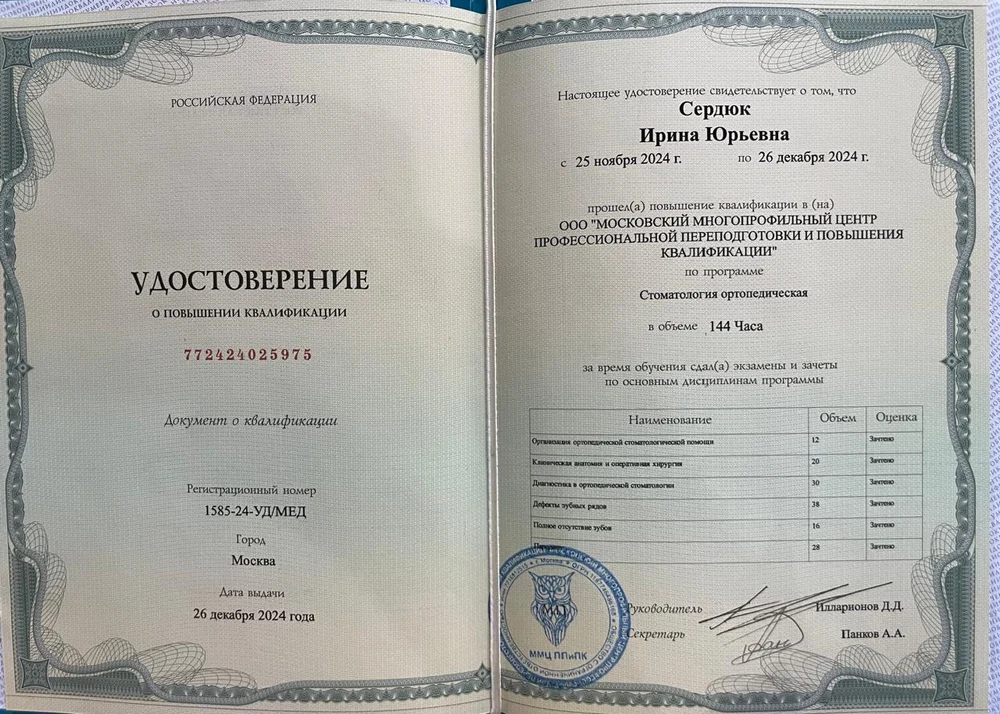 РОССИЙСКАЯ ФЕДЕРАЦИЯ
УДОСТОВЕРЕНИЕ
О ПОВЫШЕНИИ КВАЛИФИКАЦИИ
772424025975
Документ о квалификации
Регистрационный номер
1585-24-УД/МЕД
Город
Москва
Дата выдачи
26 декабря 2024 года
Настоящее удостоверение свидетельствует о том, что
Сердюк
Ирина Юрьевна
с 25 ноября 2024 г. по 26 декабря 2024 г.
прошел(а) повышение квалификации в (на)
ООО "МОСКОВСКИЙ МНОГОПРОФИЛЬНЫЙ ЦЕНТР
ПРОФЕССИОНАЛЬНОЙ ПЕРЕПОДГОТОВКИ И ПОВЫШЕНИЯ
КВАЛИФИКАЦИИ"
по программе
Стоматология ортопедическая
в объеме 144 Часа
за время обучения сдал(а) экзамены и зачеты
по основным дисциплинам программы
Наименование Объем Оценка
Организация ортопедической стоматологической помощи 12 Зачтено
Клиническая анатомия и оперативная хирургия 20 Зачтено
Диагностика в ортопедической стоматологии 30 Зачтено
Дефекты зубных рядов 38 Зачтено
Полное отсутствие зубов 16 Зачтено
28 Зачтено
Руководитель Илларионов Д.Д.
Секретарь Панков А.А.
ММЦ ППиПК